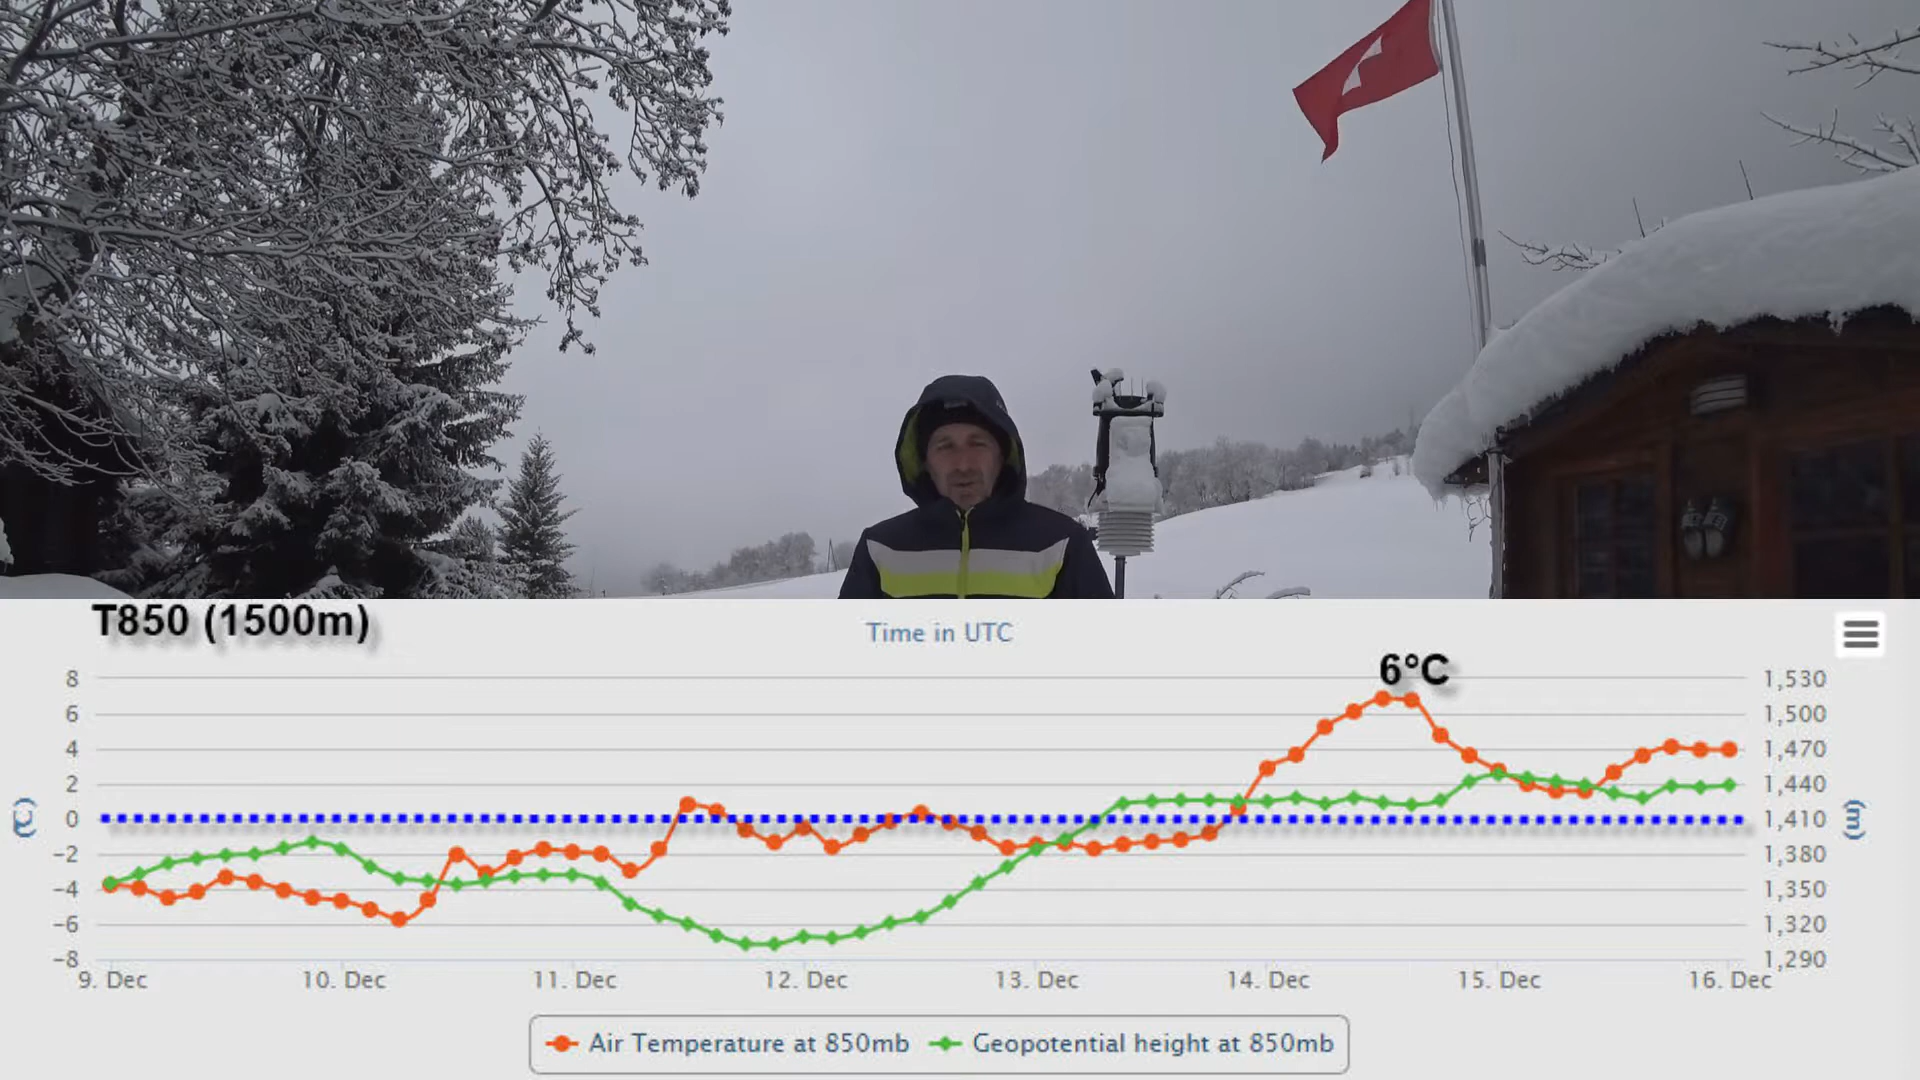 T850 (1500m)
Time in UTC
6°C
8
6
4
2
0
-2
-4
-6
-8
(℃)
1,530
1,500
1,470
1,440
1,410
1,380
1,350
1,320
1,290
(m)
9. Dec
10. Dec
11. Dec
12. Dec
13. Dec
14. Dec
15. Dec
16. Dec
Air Temperature at 850mb
Geopotential height at 850mb